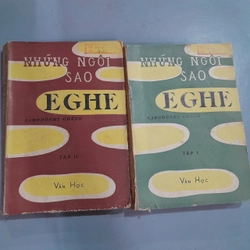 NHỮNG NGÔI
SAO
EGHE
TẬP II
VĂN HỌC
NHỮNG NGÔI
SAO
EGHE
TẬP I
VĂN HỌC